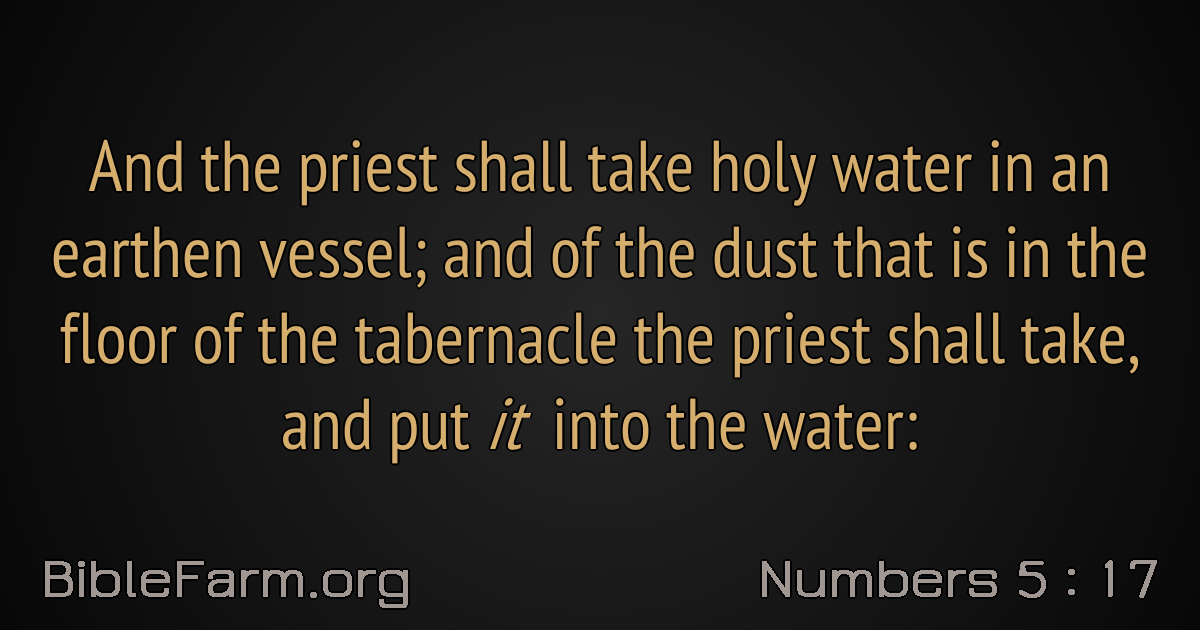 And the priest shall take holy water in an
earthen vessel; and of the dust that is in the
floor of the tabernacle the priest shall take,
and put it into the water:
BibleFarm.org
Numbers 5 : 17